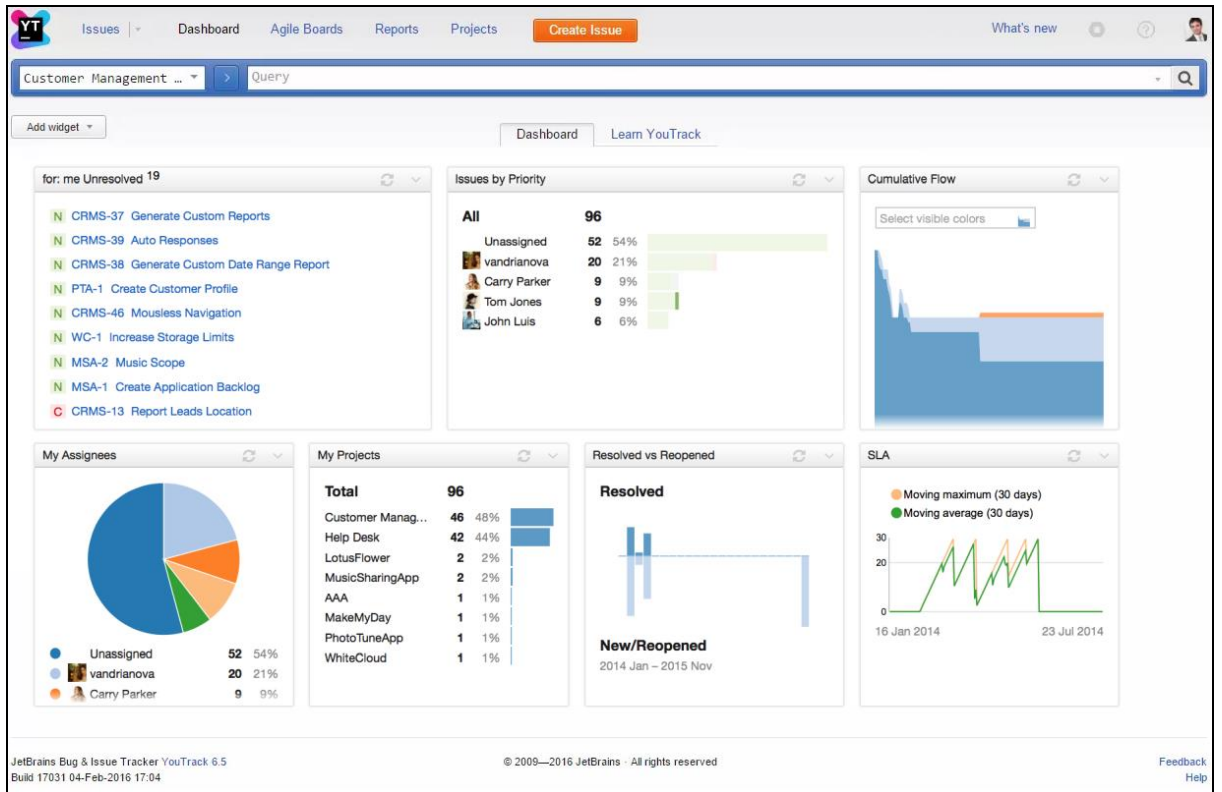 YT
Issues
Dashboard
Agile Boards
Reports
Projects
Create Issue
What's new
Customer Management …
Query
Add widget
Dashboard
Learn YouTrack
for: me Unresolved 19
N CRMS-37 Generate Custom Reports
N CRMS-39 Auto Responses
N CRMS-38 Generate Custom Date Range Report
N PTA-1 Create Customer Profile
N CRMS-46 Mousless Navigation
N WC-1 Increase Storage Limits
N MSA-2 Music Scope
N MSA-1 Create Application Backlog
C CRMS-13 Report Leads Location
Issues by Priority
All 96
Unassigned 52 54%
vandrianova 20 21%
Carry Parker 9 9%
Tom Jones 9 9%
John Luis 6 6%
Cumulative Flow
Select visible colors
My Assignees
Unassigned 52 54%
vandrianova 20 21%
Carry Parker 9 9%
My Projects
Total 96
Customer Manag... 46 48%
Help Desk 42 44%
LotusFlower 2 2%
MusicSharingApp 2 2%
AAA 1 1%
MakeMyDay 1 1%
PhotoTuneApp 1 1%
WhiteCloud 1 1%
Resolved vs Reopened
Resolved
New/Reopened
2014 Jan – 2015 Nov
SLA
Moving maximum (30 days)
Moving average (30 days)
30
20
0
16 Jan 2014 23 Jul 2014
JetBrains Bug & Issue Tracker YouTrack 6.5
Build 17031 04-Feb-2016 17:04
© 2009—2016 JetBrains · All rights reserved
Feedback
Help